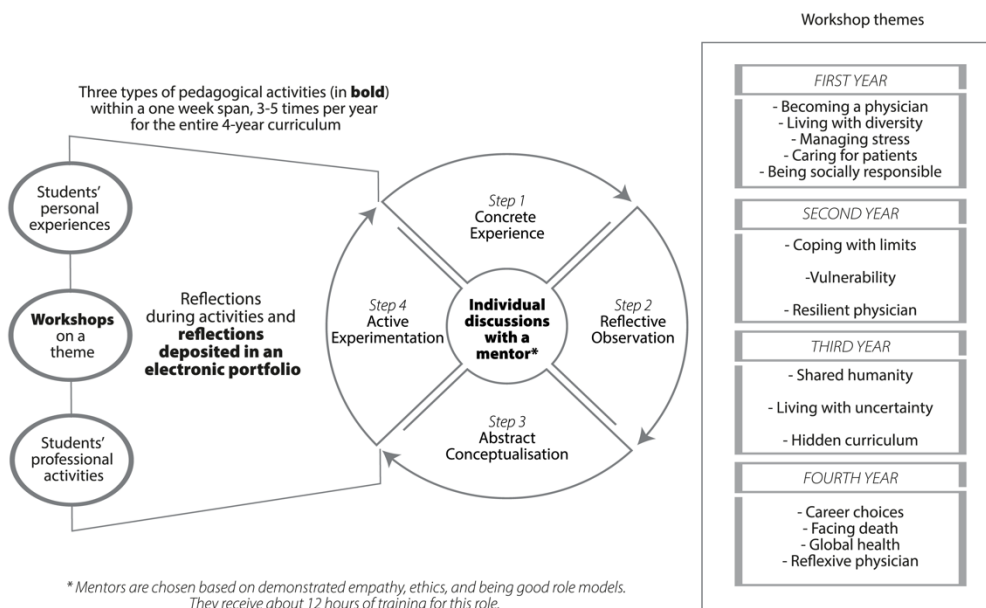 Workshop themes
Three types of pedagogical activities (in bold)
within a one week span, 3-5 times per year
for the entire 4-year curriculum
Students'
personal
experiences
Workshops
on a
theme
Students'
professional
activities
Reflections
during activities and
reflections
deposited in an
electronic portfolio
Step 1
Concrete
Experience
Step 2
Reflective
Observation
Step 3
Abstract
Conceptualisation
Step 4
Active
Experimentation
Individual
discussions
with a
mentor*
FIRST YEAR
- Becoming a physician
- Living with diversity
- Managing stress
- Caring for patients
- Being socially responsible
SECOND YEAR
- Coping with limits
-Vulnerability
- Resilient physician
THIRD YEAR
- Shared humanity
- Living with uncertainty
- Hidden curriculum
FOURTH YEAR
- Career choices
- Facing death
- Global health
- Reflexive physician
* Mentors are chosen based on demonstrated empathy, ethics, and being good role models.
They receive about 12 hours of training for this role.